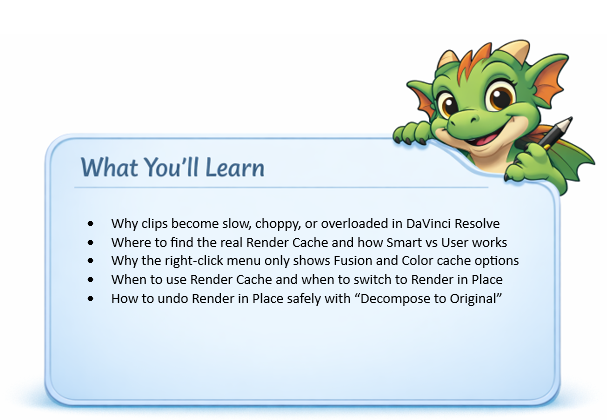 What You'll Learn
• Why clips become slow, choppy, or overloaded in DaVinci Resolve
• Where to find the real Render Cache and how Smart vs User works
• Why the right-click menu only shows Fusion and Color cache options
• When to use Render Cache and when to switch to Render in Place
• How to undo Render in Place safely with “Decompose to Original”